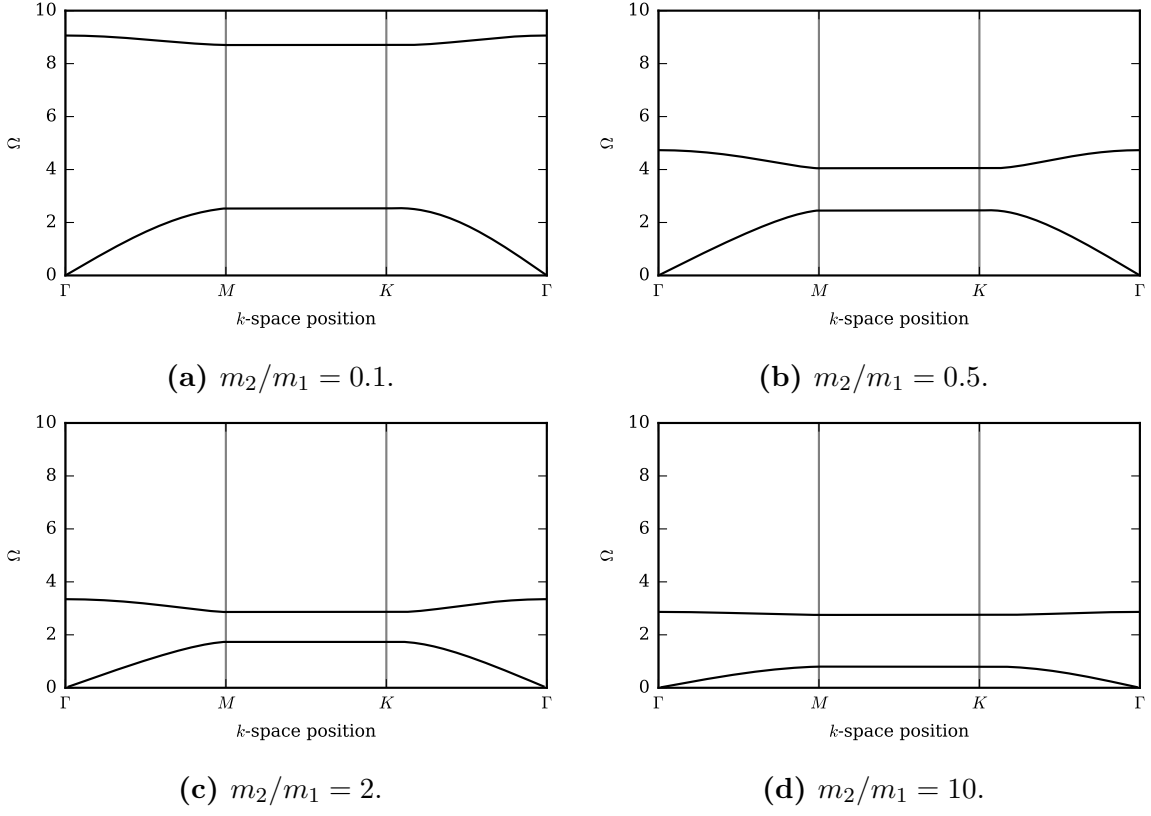 10
8
6
4
2
0
Ω
Γ M K Γ
k-space position
(a) m₂/m₁ = 0.1.
10
8
6
4
2
0
Ω
Γ M K Γ
k-space position
(b) m₂/m₁ = 0.5.
10
8
6
4
2
0
Ω
Γ M K Γ
k-space position
(c) m₂/m₁ = 2.
10
8
6
4
2
0
Ω
Γ M K Γ
k-space position
(d) m₂/m₁ = 10.